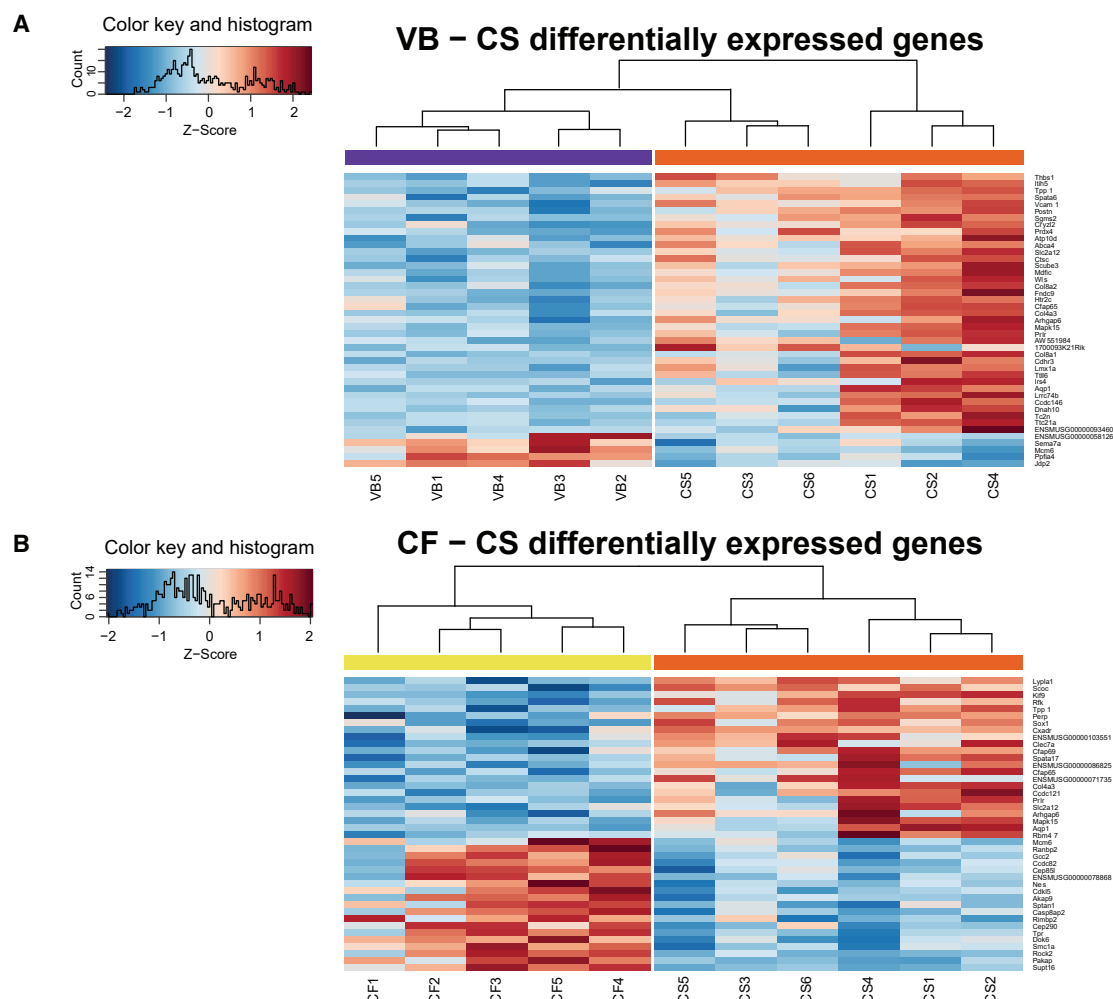 A
Color key and histogram
VB – CS differentially expressed genes
Count
0 10
−2 −1 0 1 2
Z−Score
Thbs1
Itih5
Tpp 1
Spata6
Vcam 1
Postn
Sgms2
Cryzl2
Prdx4
Atp10d
Abca4
Slc2a12
Ctsc
Scube3
Mdfic
Wls
Col8a2
Fndc9
Htr2c
Cfap65
Col4a3
Arhgap6
Mapk15
Prlr
AW 551984
1700093K21Rik
Col8a1
Cdhr3
Lmx1a
Ttll6
Irs4
Aqp1
Lrrc74b
Ccdc146
Dnah10
Tc2n
Ttc21a
ENSMUSG00000093460
ENSMUSG00000058126
Sema7a
Mcm6
Ppfia4
Jdp2
VB5 VB1 VB4 VB3 VB2 CS5 CS3 CS6 CS1 CS2 CS4
B
Color key and histogram
CF – CS differentially expressed genes
Count
0 6 14
−2 −1 0 1 2
Z−Score
Lypla1
Scoc
Kif9
Rfk
Tpp 1
Perp
Sox1
Cxadr
ENSMUSG00000103551
Clec7a
Cfap69
Spata17
ENSMUSG00000086825
Cfap65
ENSMUSG00000071735
Col4a3
Ccdc121
Prlr
Slc2a12
Arhgap6
Mapk15
Aqp1
Rbm4 7
Mcm6
Ranbp2
Gcc2
Ccdc82
Cep85l
ENSMUSG00000078868
Nes
Cdkl5
Akap9
Sptan1
Casp8ap2
Rimbp2
Cep290
Tpr
Dok6
Smc1a
Rock2
Pakap
Supt16
CF1 CF2 CF3 CF5 CF4 CS5 CS3 CS6 CS4 CS1 CS2